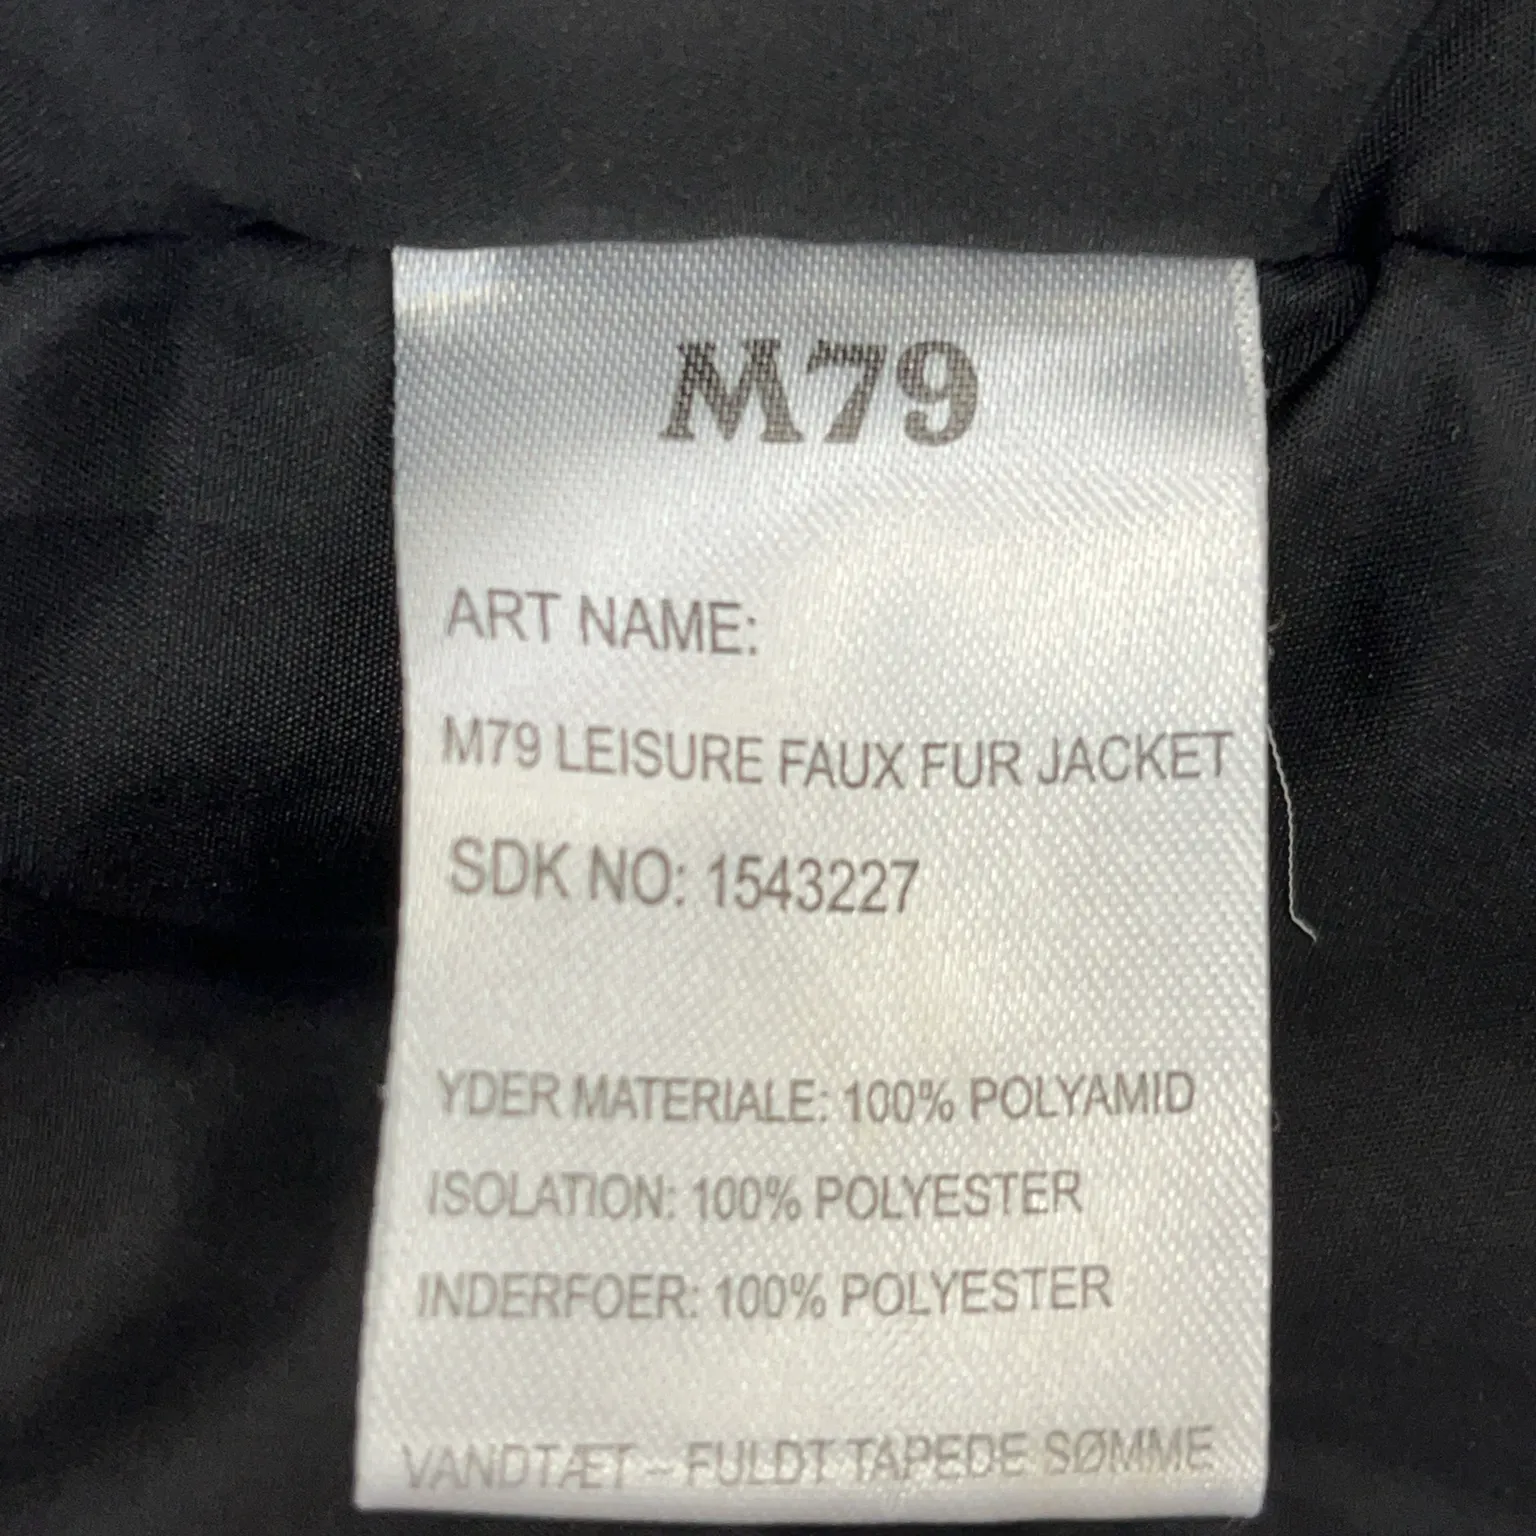 M79
ART NAME:
M79 LEISURE FAUX FUR JACKET
SDK NO: 1543227
YDER MATERIALE: 100% POLYAMID
ISOLATION: 100% POLYESTER
INDERFOER: 100% POLYESTER
VANDTÆT – FULDT TAPEDE SØMME